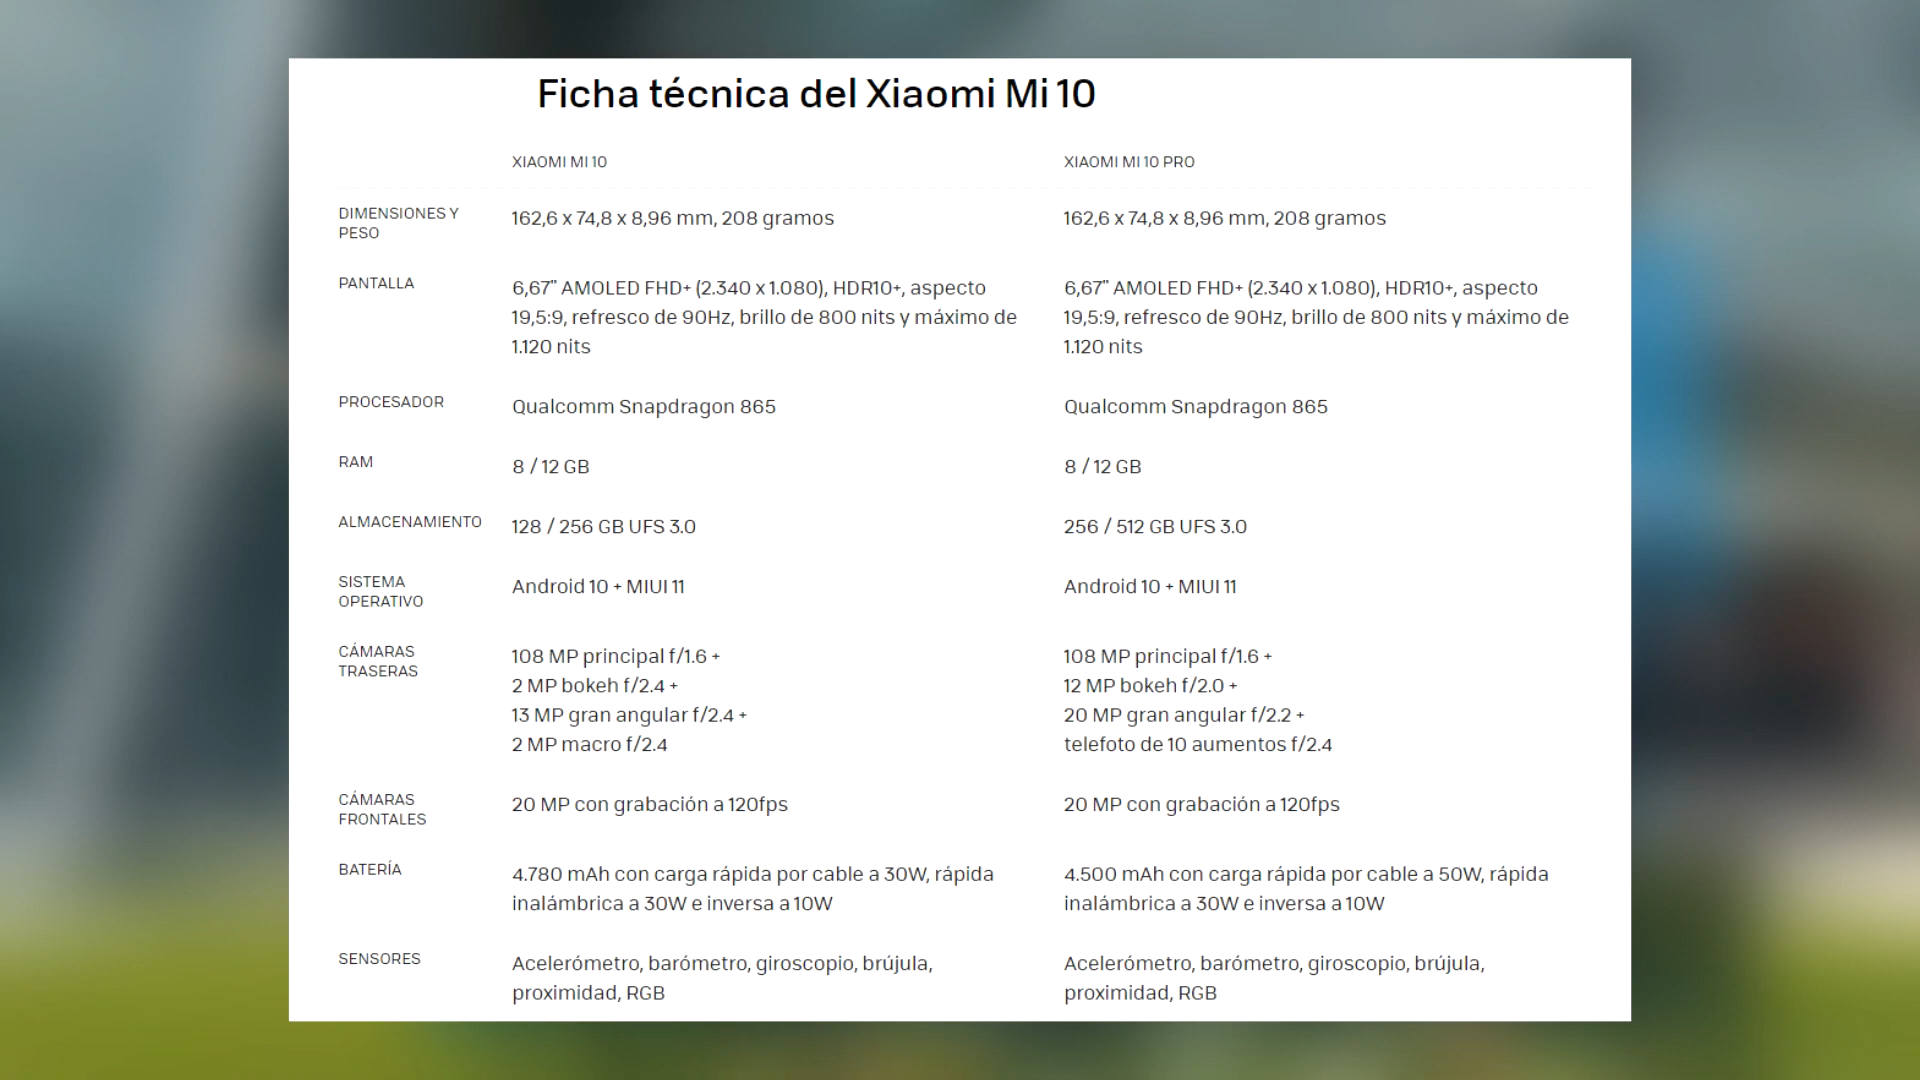 Ficha técnica del Xiaomi Mi 10
XIAOMI MI 10
XIAOMI MI 10 PRO
DIMENSIONES Y
PESO
162,6 x 74,8 x 8,96 mm, 208 gramos
162,6 x 74,8 x 8,96 mm, 208 gramos
PANTALLA
6,67" AMOLED FHD+ (2.340 x 1.080), HDR10+, aspecto
19,5:9, refresco de 90Hz, brillo de 800 nits y máximo de
1.120 nits
6,67" AMOLED FHD+ (2.340 x 1.080), HDR10+, aspecto
19,5:9, refresco de 90Hz, brillo de 800 nits y máximo de
1.120 nits
PROCESADOR
Qualcomm Snapdragon 865
Qualcomm Snapdragon 865
RAM
8 / 12 GB
8 / 12 GB
ALMACENAMIENTO
128 / 256 GB UFS 3.0
256 / 512 GB UFS 3.0
SISTEMA
OPERATIVO
Android 10 + MIUI 11
Android 10 + MIUI 11
CÁMARAS
TRASERAS
108 MP principal f/1.6 +
2 MP bokeh f/2.4 +
13 MP gran angular f/2.4 +
2 MP macro f/2.4
108 MP principal f/1.6 +
12 MP bokeh f/2.0 +
20 MP gran angular f/2.2 +
telefoto de 10 aumentos f/2.4
CÁMARAS
FRONTALES
20 MP con grabación a 120fps
20 MP con grabación a 120fps
BATERÍA
4.780 mAh con carga rápida por cable a 30W, rápida
inalámbrica a 30W e inversa a 10W
4.500 mAh con carga rápida por cable a 50W, rápida
inalámbrica a 30W e inversa a 10W
SENSORES
Acelerómetro, barómetro, giroscopio, brújula,
proximidad, RGB
Acelerómetro, barómetro, giroscopio, brújula,
proximidad, RGB